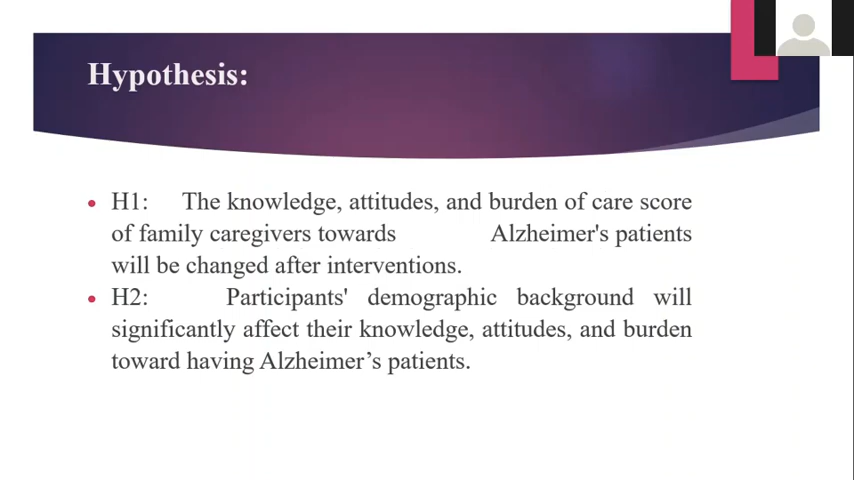 Hypothesis:
H1: The knowledge, attitudes, and burden of care score
of family caregivers towards Alzheimer's patients
will be changed after interventions.
H2: Participants' demographic background will
significantly affect their knowledge, attitudes, and burden
toward having Alzheimer’s patients.